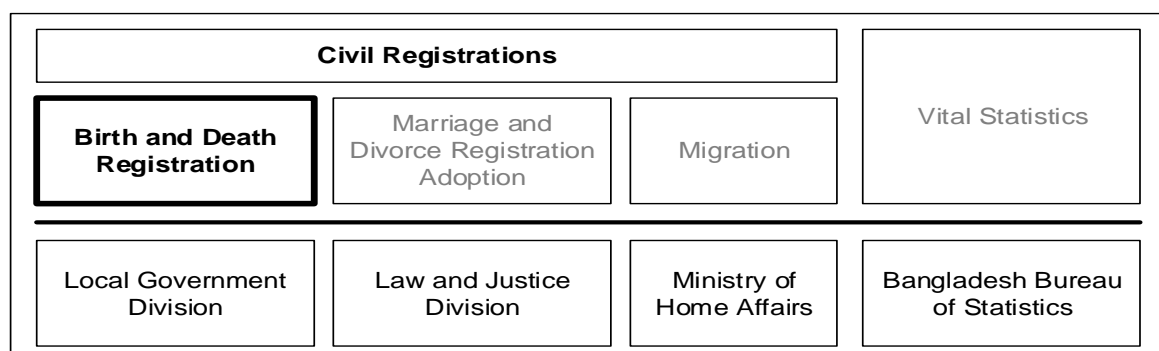 Civil Registrations
Vital Statistics
Birth and Death
Registration
Marriage and
Divorce Registration
Adoption
Migration
Local Government
Division
Law and Justice
Division
Ministry of
Home Affairs
Bangladesh Bureau
of Statistics